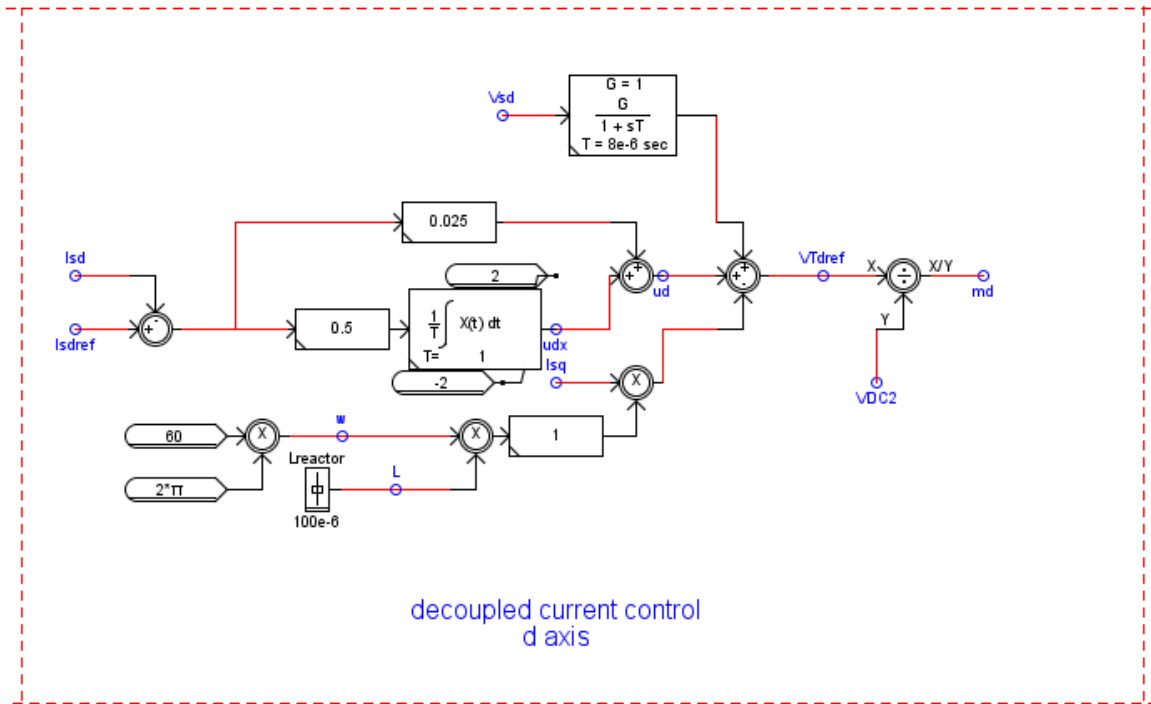 G = 1
G
1 + sT
T = 8e-6 sec
Vsd
0.025
Isd
Isdref
+ -
0.5
2
1
T
X(t) dt
T= 1
-2
udx
+ +
ud
+ + -
VTdref
X
÷
X/Y
md
Y
VDC2
Isq
X
60
X
w
X
1
2*π
Lreactor
L
100e-6
decoupled current control
d axis